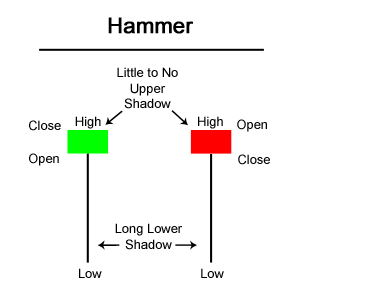 Hammer
Little to No
Upper
Shadow
Close
High
High
Open
Open
Close
Long Lower
Shadow
Low
Low